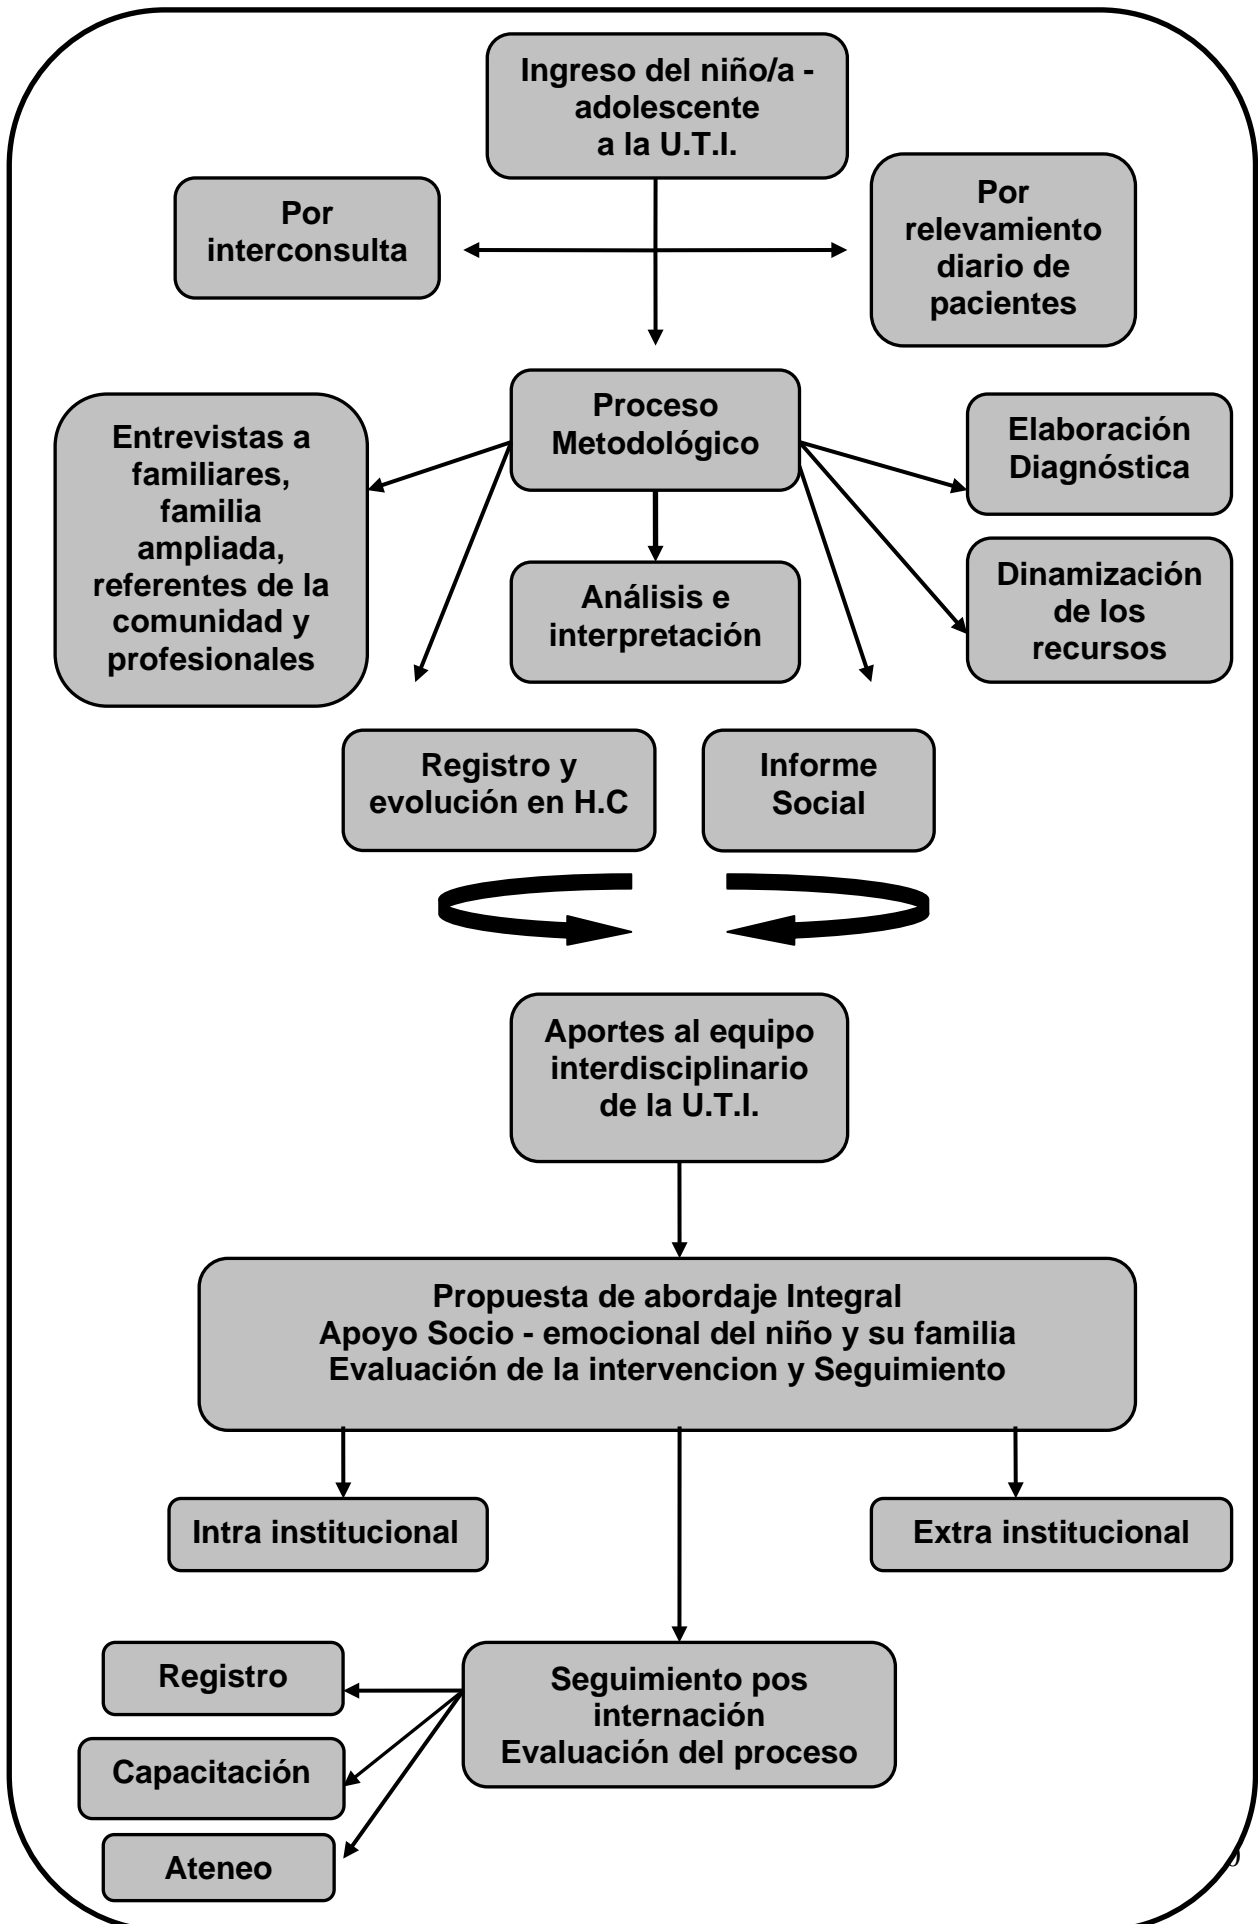 Ingreso del niño/a -
adolescente
a la U.T.I.
Por
interconsulta
Por
relevamiento
diario de
pacientes
Proceso
Metodológico
Entrevistas a
familiares,
familia
ampliada,
referentes de la
comunidad y
profesionales
Elaboración
Diagnóstica
Análisis e
interpretación
Dinamización
de los
recursos
Registro y
evolución en H.C
Informe
Social
Aportes al equipo
interdisciplinario
de la U.T.I.
Propuesta de abordaje Integral
Apoyo Socio - emocional del niño y su familia
Evaluación de la intervencion y Seguimiento
Intra institucional
Extra institucional
Registro
Seguimiento pos
internación
Evaluación del proceso
Capacitación
Ateneo